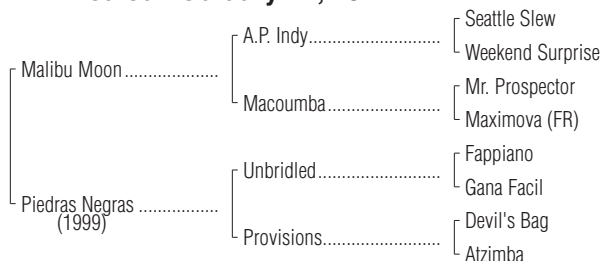 Malibu Moon
A.P. Indy
Seattle Slew
Weekend Surprise
Macoumba
Mr. Prospector
Maximova (FR)
Piedras Negras
(1999)
Unbridled
Fappiano
Gana Facil
Provisions
Devil's Bag
Atzimba